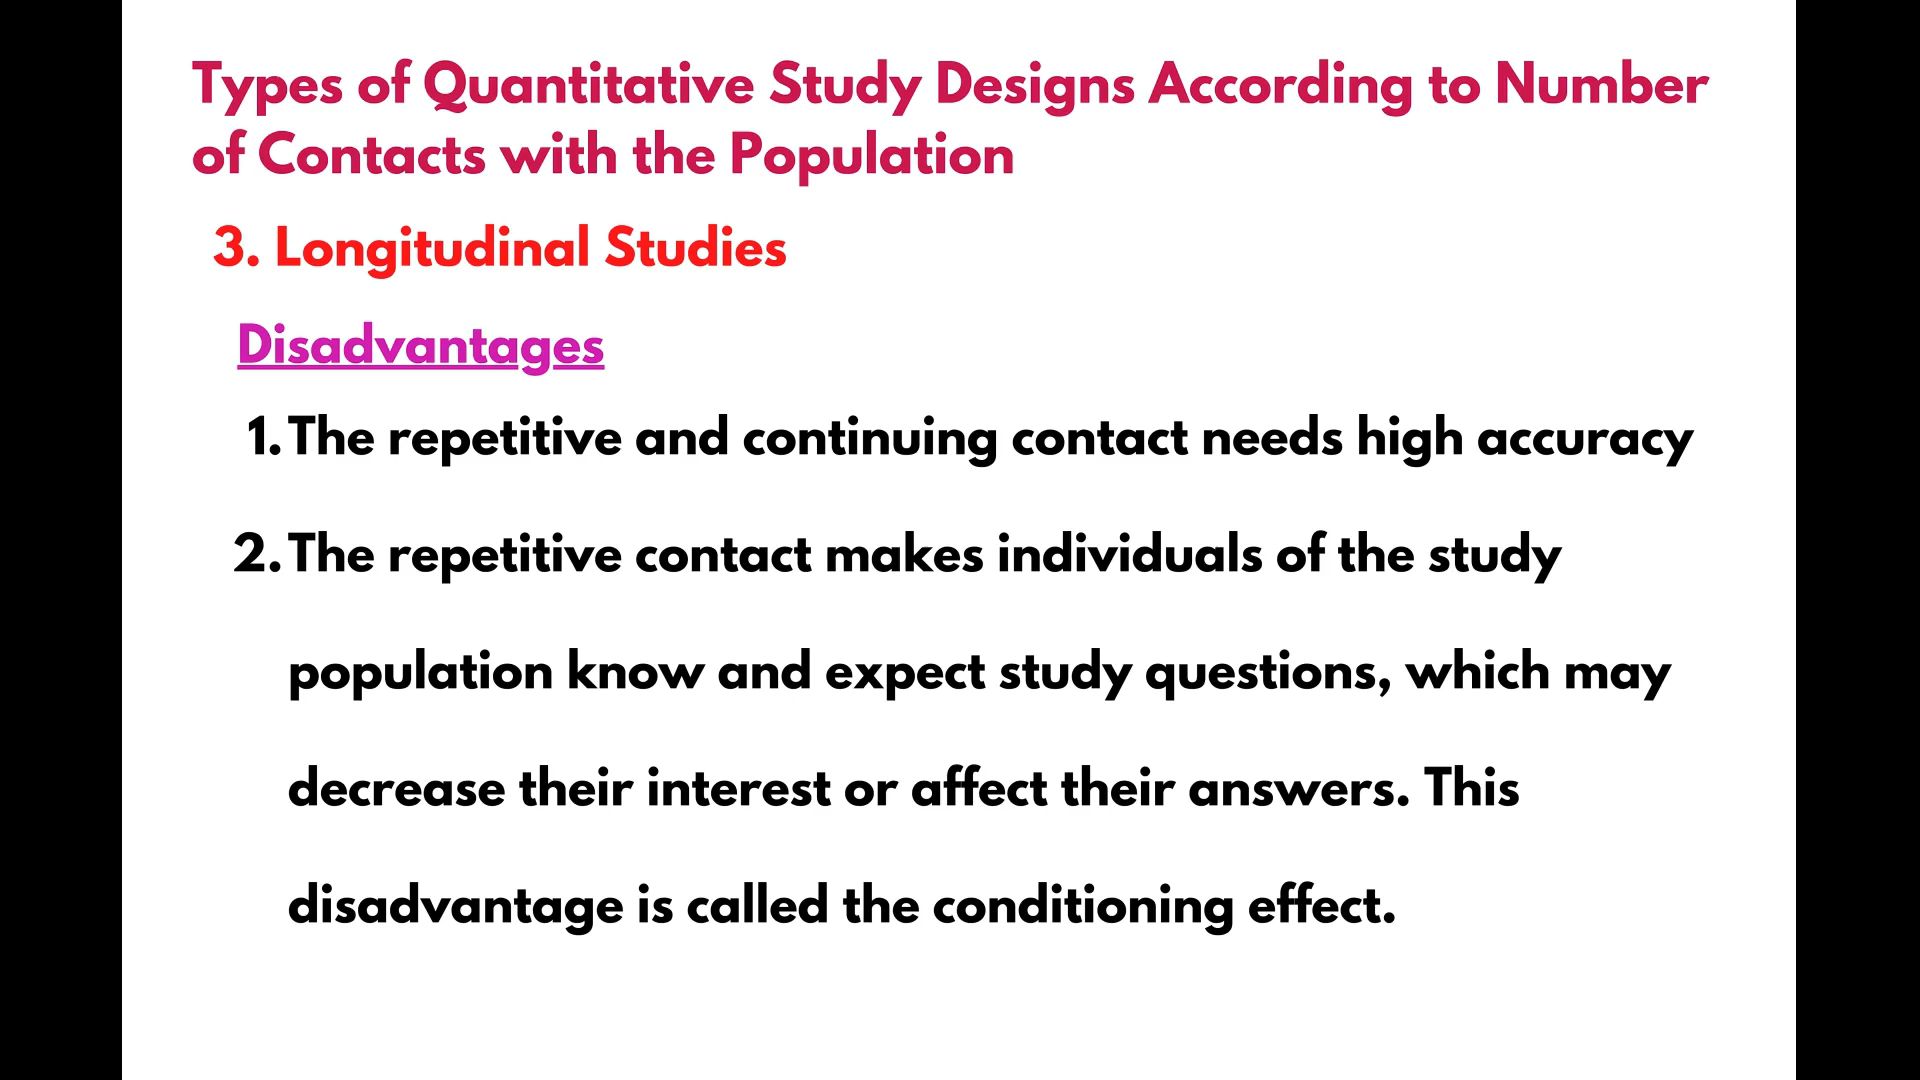 Types of Quantitative Study Designs According to Number
of Contacts with the Population
3. Longitudinal Studies
Disadvantages
1. The repetitive and continuing contact needs high accuracy
2. The repetitive contact makes individuals of the study
population know and expect study questions, which may
decrease their interest or affect their answers. This
disadvantage is called the conditioning effect.